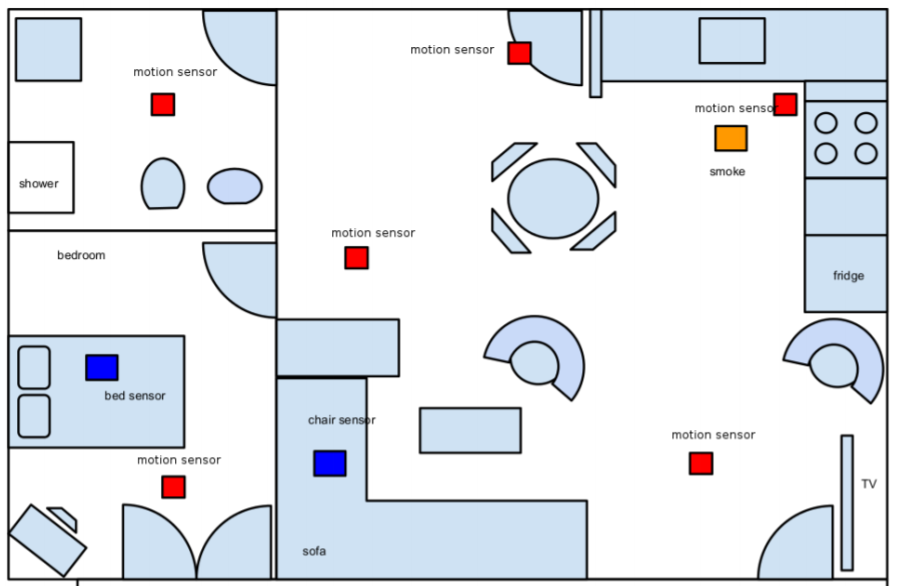 motion sensor
motion sensor
motion sensor
smoke
shower
motion sensor
bedroom
fridge
bed sensor
chair sensor
motion sensor
motion sensor
TV
sofa